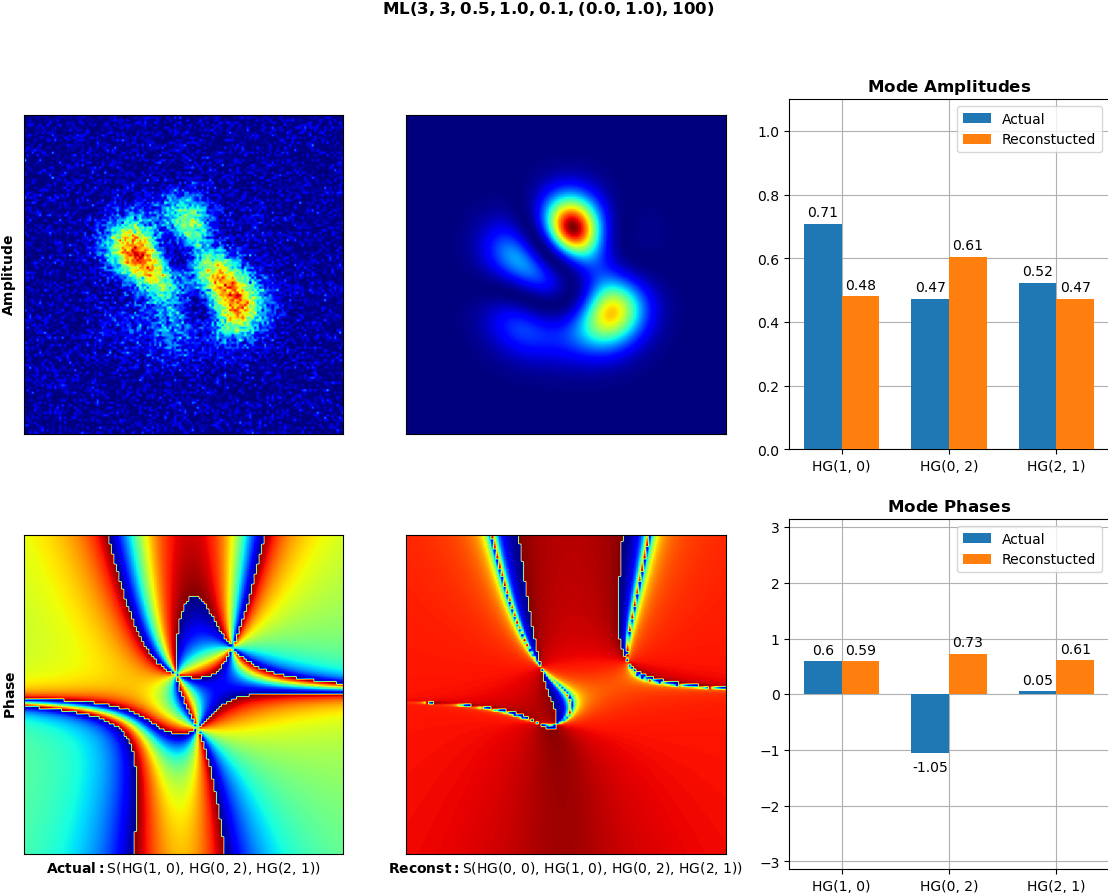 ML(3, 3, 0.5, 1.0, 0.1, (0.0, 1.0), 100)
Amplitude
Mode Amplitudes
Actual
Reconstucted
1.0
0.8
0.6
0.4
0.2
0.0
0.71
0.48
0.47
0.61
0.52
0.47
HG(1, 0)
HG(0, 2)
HG(2, 1)
Phase
Actual: S(HG(1, 0), HG(0, 2), HG(2, 1))
Reconst: S(HG(0, 0), HG(1, 0), HG(0, 2), HG(2, 1))
Mode Phases
Actual
Reconstucted
3
2
1
0
−1
−2
−3
0.6
0.59
-1.05
0.73
0.05
0.61
HG(1, 0)
HG(0, 2)
HG(2, 1)